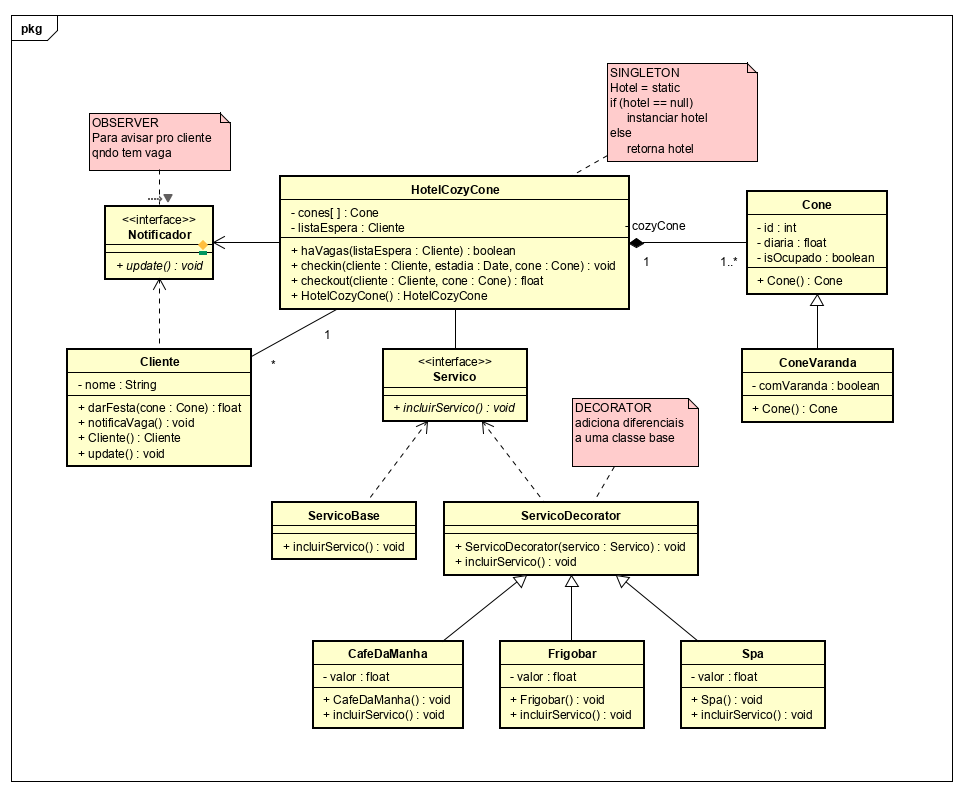 pkg
SINGLETON
Hotel = static
if (hotel == null)
instanciar hotel
else
retorna hotel
OBSERVER
Para avisar pro cliente
qndo tem vaga
<<interface>>
Notificador
+ update() : void
HotelCozyCone
- cones[ ] : Cone
- listaEspera : Cliente
+ haVagas(listaEspera : Cliente) : boolean
+ checkin(cliente : Cliente, estadia : Date, cone : Cone) : void
+ checkout(cliente : Cliente, cone : Cone) : float
+ HotelCozyCone() : HotelCozyCone
- cozyCone
1
1..*
Cone
- id : int
- diaria : float
- isOcupado : boolean
+ Cone() : Cone
1
*
Cliente
- nome : String
+ darFesta(cone : Cone) : float
+ notificaVaga() : void
+ Cliente() : Cliente
+ update() : void
<<interface>>
Servico
+ incluirServico() : void
ConeVaranda
- comVaranda : boolean
+ Cone() : Cone
DECORATOR
adiciona diferenciais
a uma classe base
ServicoBase
+ incluirServico() : void
ServicoDecorator
+ ServicoDecorator(servico : Servico) : void
+ incluirServico() : void
CafeDaManha
- valor : float
+ CafeDaManha() : void
+ incluirServico() : void
Frigobar
- valor : float
+ Frigobar() : void
+ incluirServico() : void
Spa
- valor : float
+ Spa() : void
+ incluirServico() : void